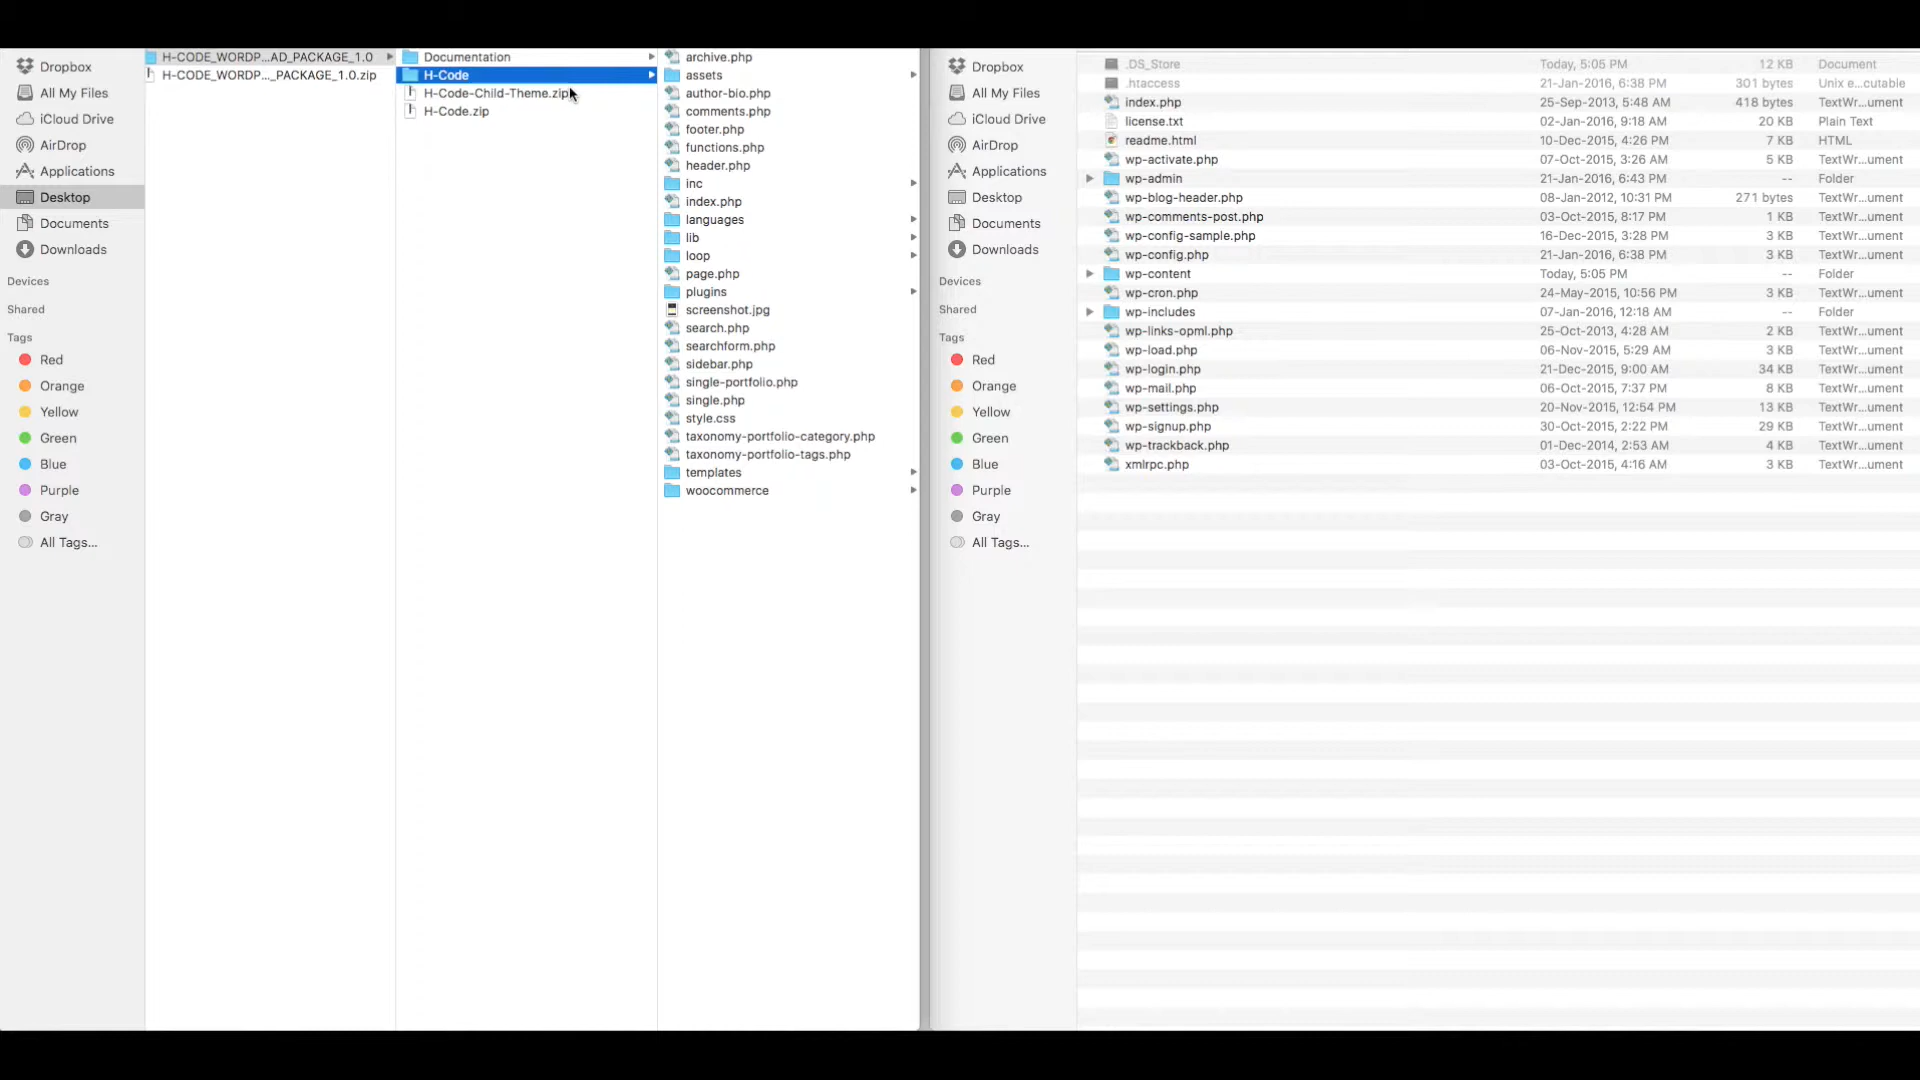 Dropbox
All My Files
iCloud Drive
AirDrop
Applications
Desktop
Documents
Downloads
Devices
Shared
Tags
Red
Orange
Yellow
Green
Blue
Purple
Gray
All Tags...
H-CODE_WORDP...AD_PACKAGE_1.0
H-CODE_WORDP..._PACKAGE_1.0.zip
Documentation
H-Code
H-Code-Child-Theme.zip
H-Code.zip
archive.php
assets
author-bio.php
comments.php
footer.php
functions.php
header.php
inc
index.php
languages
lib
loop
page.php
plugins
screenshot.jpg
search.php
searchform.php
sidebar.php
single-portfolio.php
single.php
style.css
taxonomy-portfolio-category.php
taxonomy-portfolio-tags.php
templates
woocommerce
Dropbox
All My Files
iCloud Drive
AirDrop
Applications
Desktop
Documents
Downloads
Devices
Shared
Tags
Red
Orange
Yellow
Green
Blue
Purple
Gray
All Tags...
.DS_Store Today, 5:05 PM 12 KB Document
.htaccess 21-Jan-2016, 6:38 PM 301 bytes Unix e...cutable
index.php 25-Sep-2013, 5:48 AM 418 bytes TextWr...ument
license.txt 02-Jan-2016, 9:18 AM 20 KB Plain Text
readme.html 10-Dec-2015, 4:26 PM 7 KB HTML
wp-activate.php 07-Oct-2015, 3:26 AM 5 KB TextWr...ument
wp-admin 21-Jan-2016, 6:43 PM -- Folder
wp-blog-header.php 08-Jan-2012, 10:31 PM 271 bytes TextWr...ument
wp-comments-post.php 03-Oct-2015, 8:17 PM 1 KB TextWr...ument
wp-config-sample.php 16-Dec-2015, 3:28 PM 3 KB TextWr...ument
wp-config.php 21-Jan-2016, 6:38 PM 3 KB TextWr...ument
wp-content Today, 5:05 PM -- Folder
wp-cron.php 24-May-2015, 10:56 PM 3 KB TextWr...ument
wp-includes 07-Jan-2016, 12:18 AM -- Folder
wp-links-opml.php 25-Oct-2013, 4:28 AM 2 KB TextWr...ument
wp-load.php 06-Nov-2015, 5:29 AM 3 KB TextWr...ument
wp-login.php 21-Dec-2015, 9:00 AM 34 KB TextWr...ument
wp-mail.php 06-Oct-2015, 7:37 PM 8 KB TextWr...ument
wp-settings.php 20-Nov-2015, 12:54 PM 13 KB TextWr...ument
wp-signup.php 30-Oct-2015, 2:22 PM 29 KB TextWr...ument
wp-trackback.php 01-Dec-2014, 2:53 AM 4 KB TextWr...ument
xmlrpc.php 03-Oct-2015, 4:16 AM 3 KB TextWr...ument